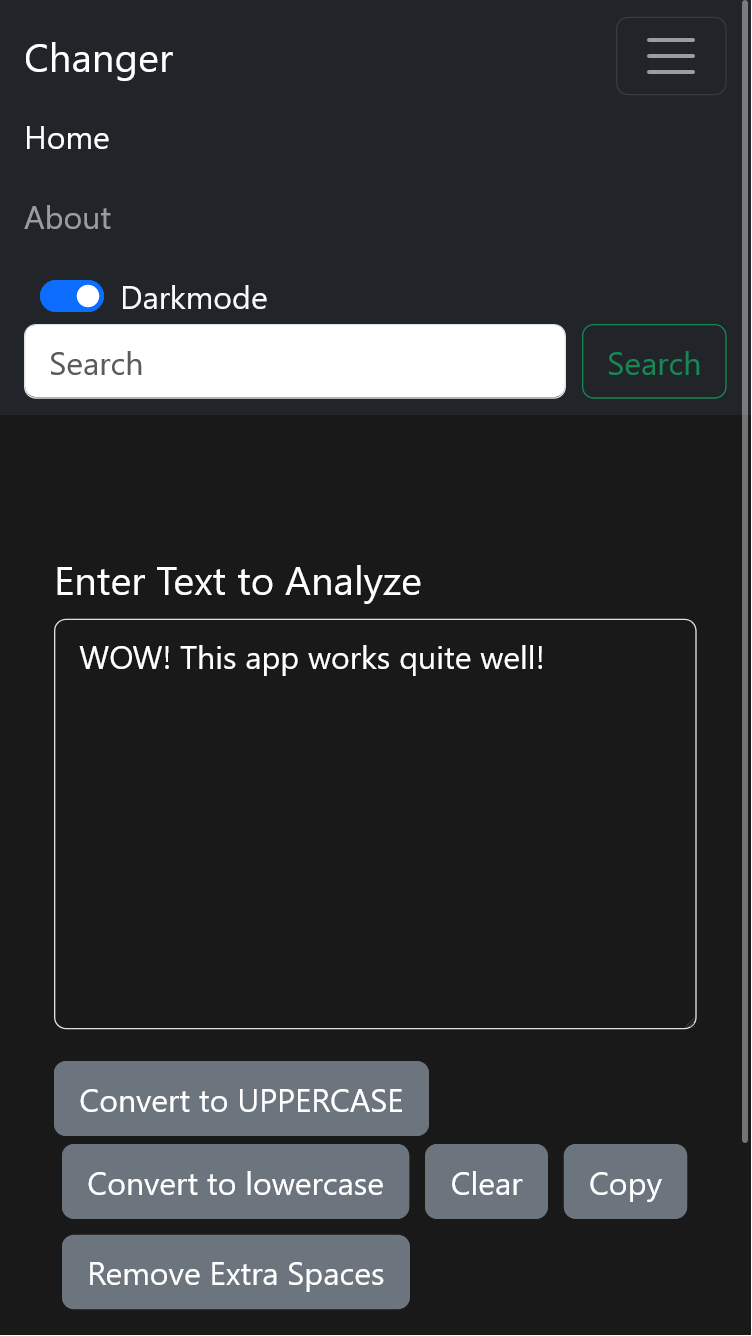 Changer
Home
About
Darkmode
Search Search
Enter Text to Analyze
WOW! This app works quite well!
Convert to UPPERCASE
Convert to lowercase Clear Copy
Remove Extra Spaces